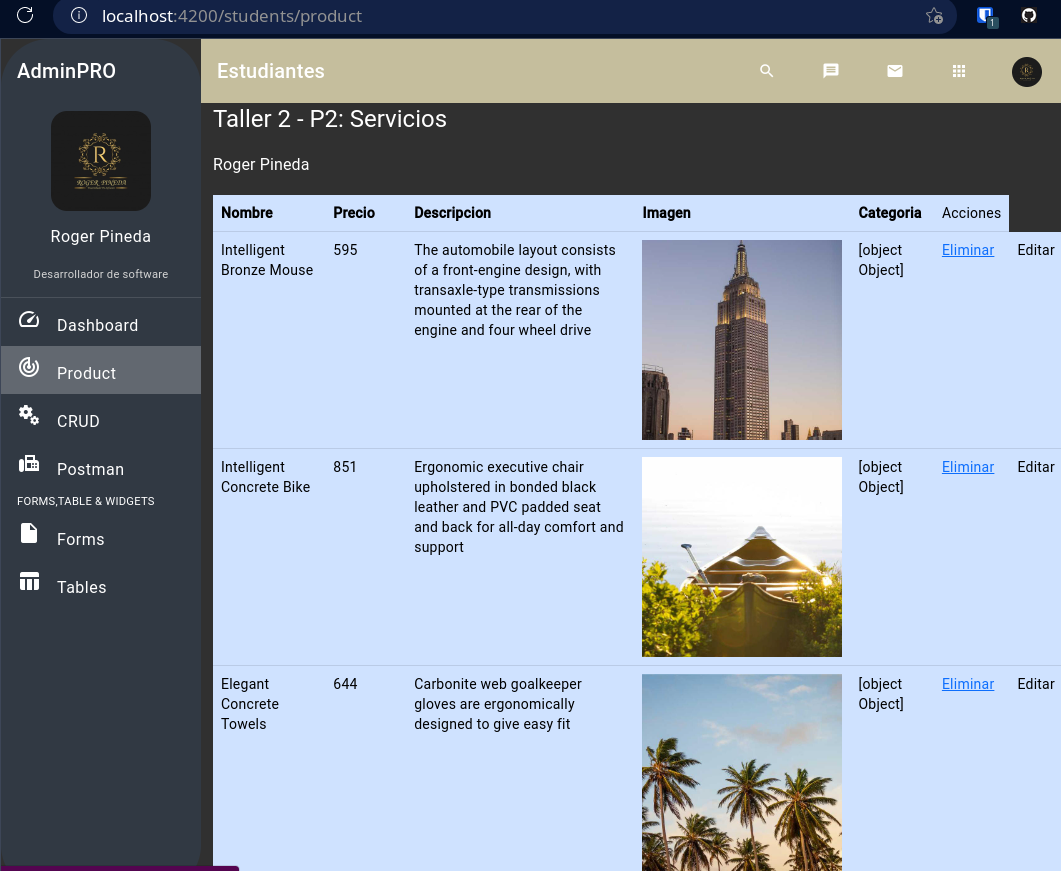 localhost:4200/students/product
1
AdminPRO
Estudiantes
R
ROGER PINEDA
Roger Pineda
Desarrollador de software
Dashboard
Product
CRUD
Postman
FORMS,TABLE & WIDGETS
Forms
Tables
Taller 2 - P2: Servicios
Roger Pineda
Nombre Precio Descripcion Imagen Categoria Acciones
Intelligent Bronze Mouse
595
The automobile layout consists
of a front-engine design, with
transaxle-type transmissions
mounted at the rear of the
engine and four wheel drive
[object
Object]
Eliminar
Editar
Intelligent
Concrete Bike
851
Ergonomic executive chair
upholstered in bonded black
leather and PVC padded seat
and back for all-day comfort and
support
[object
Object]
Eliminar
Editar
Elegant
Concrete
Towels
644
Carbonite web goalkeeper
gloves are ergonomically
designed to give easy fit
[object
Object]
Eliminar
Editar